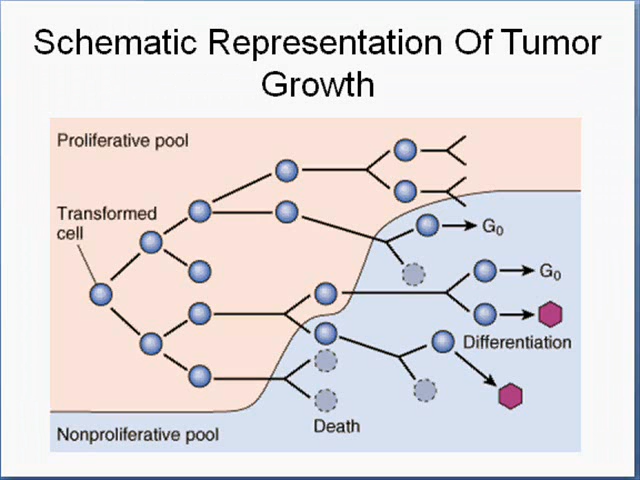 Schematic Representation Of Tumor
Growth
Proliferative pool
Transformed
cell
G₀
G₀
Differentiation
Death
Nonproliferative pool